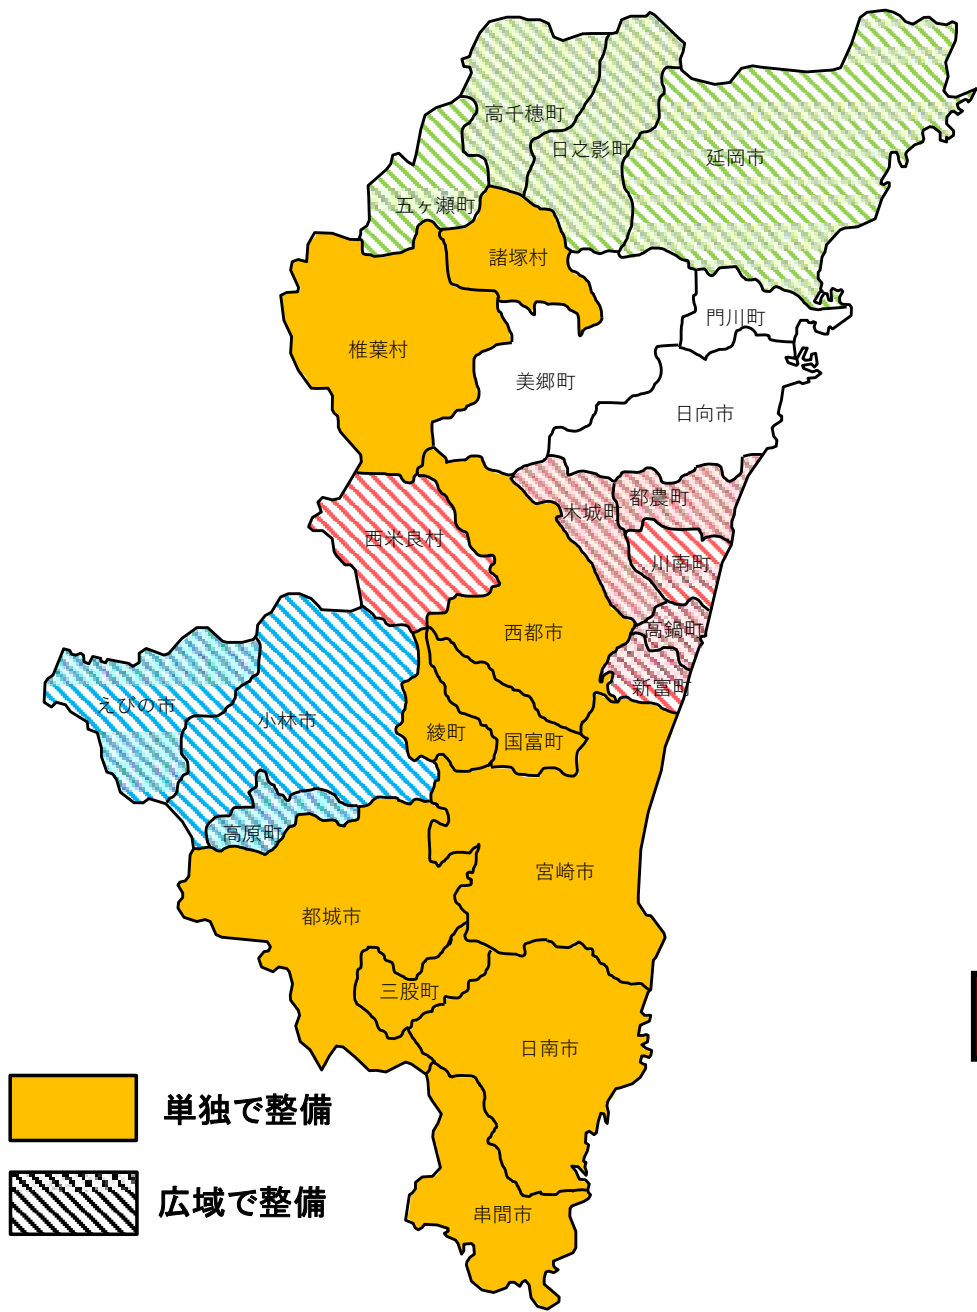 高千穂町
日之影町
延岡市
五ヶ瀬町
諸塚村
門川町
椎葉村
美郷町
日向市
都農町
木城町
西米良村
川南町
西都市
高鍋町
新富町
えびの市
小林市
綾町
国富町
高原町
宮崎市
都城市
三股町
日南市
単独で整備
広域で整備
串間市